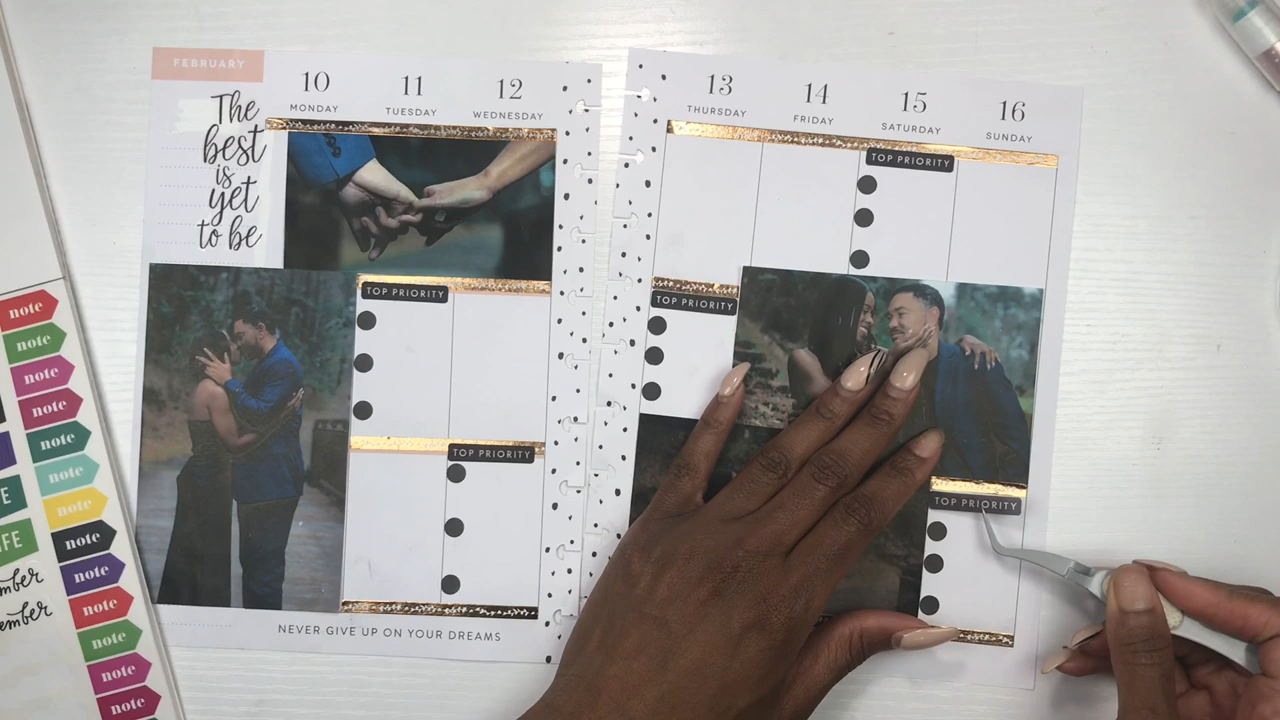 FEBRUARY
10
MONDAY
11
TUESDAY
12
WEDNESDAY
13
THURSDAY
14
FRIDAY
15
SATURDAY
16
SUNDAY
The
best
is
yet
to be
TOP PRIORITY
TOP PRIORITY
TOP PRIORITY
TOP PRIORITY
TOP PRIORITY
NEVER GIVE UP ON YOUR DREAMS
note
note
note
note
note
note
note
note
note
note
note
note
note